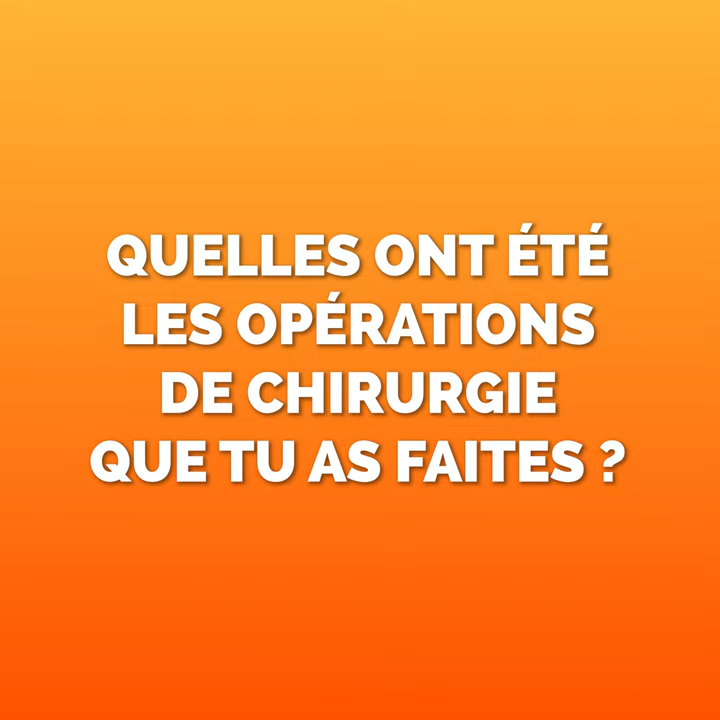 QUELLES ONT ÉTÉ
LES OPÉRATIONS
DE CHIRURGIE
QUE TU AS FAITES ?